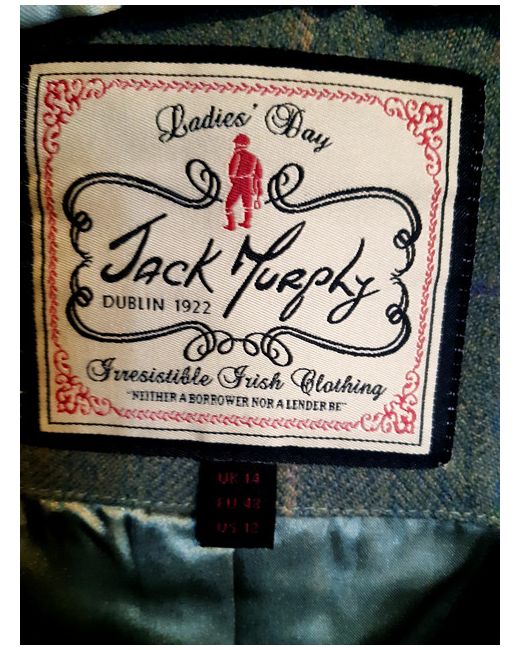 Ladies' Day
Jack Murphy
DUBLIN 1922
Irresistible Irish Clothing
"NEITHER A BORROWER NOR A LENDER BE"
UK 14
EU 42
US 12